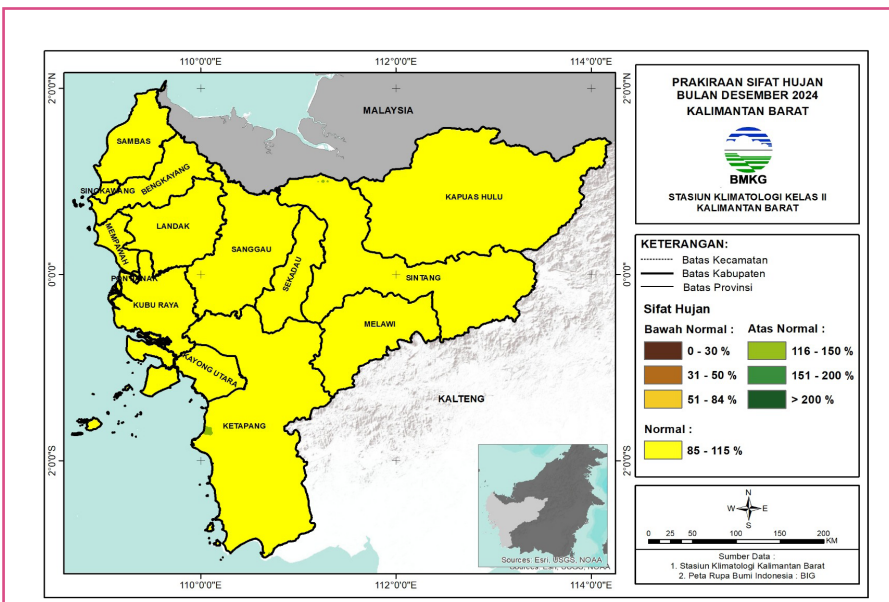 110°0'0"E
112°0'0"E
114°0'0"E
2°0'0"N
0°0'0"
2°0'0"S
MALAYSIA
SAMBAS
SINGKAWANG
BENGKAYANG
LANDAK
MEMPAWAH
SANGGAU
SEKADAU
KAPUAS HULU
SINTANG
PONTIANAK
KUBU RAYA
MELAWI
KAYONG UTARA
KETAPANG
KALTENG
Sources: Esri, USGS, NOAA
Sources: Esri, USGS, NOAA
2°0'0"N
0°0'0"
2°0'0"S
110°0'0"E
112°0'0"E
114°0'0"E
PRAKIRAAN SIFAT HUJAN
BULAN DESEMBER 2024
KALIMANTAN BARAT
BMKG
STASIUN KLIMATOLOGI KELAS II
KALIMANTAN BARAT
KETERANGAN:
Batas Kecamatan
Batas Kabupaten
Batas Provinsi
Sifat Hujan
Bawah Normal : Atas Normal :
0 - 30 % 116 - 150 %
31 - 50 % 151 - 200 %
51 - 84 % > 200 %
Normal :
85 - 115 %
N
W E
S
0 25 50 100 150 200
KM
Sumber Data :
1. Stasiun Klimatologi Kalimantan Barat
2. Peta Rupa Bumi Indonesia : BIG